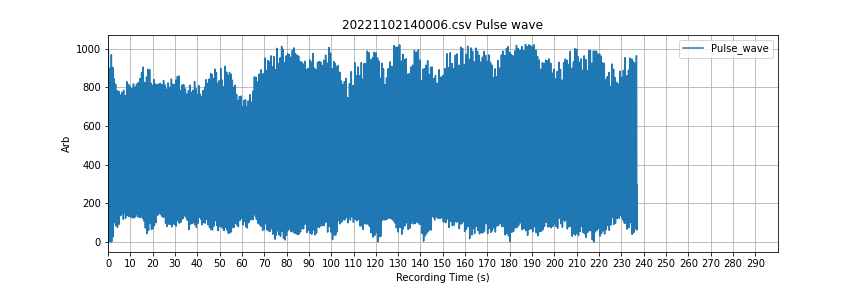 20221102140006.csv Pulse wave
Pulse_wave
1000
800
600
400
200
0
Arb
0 10 20 30 40 50 60 70 80 90 100 110 120 130 140 150 160 170 180 190 200 210 220 230 240 250 260 270 280 290
Recording Time (s)